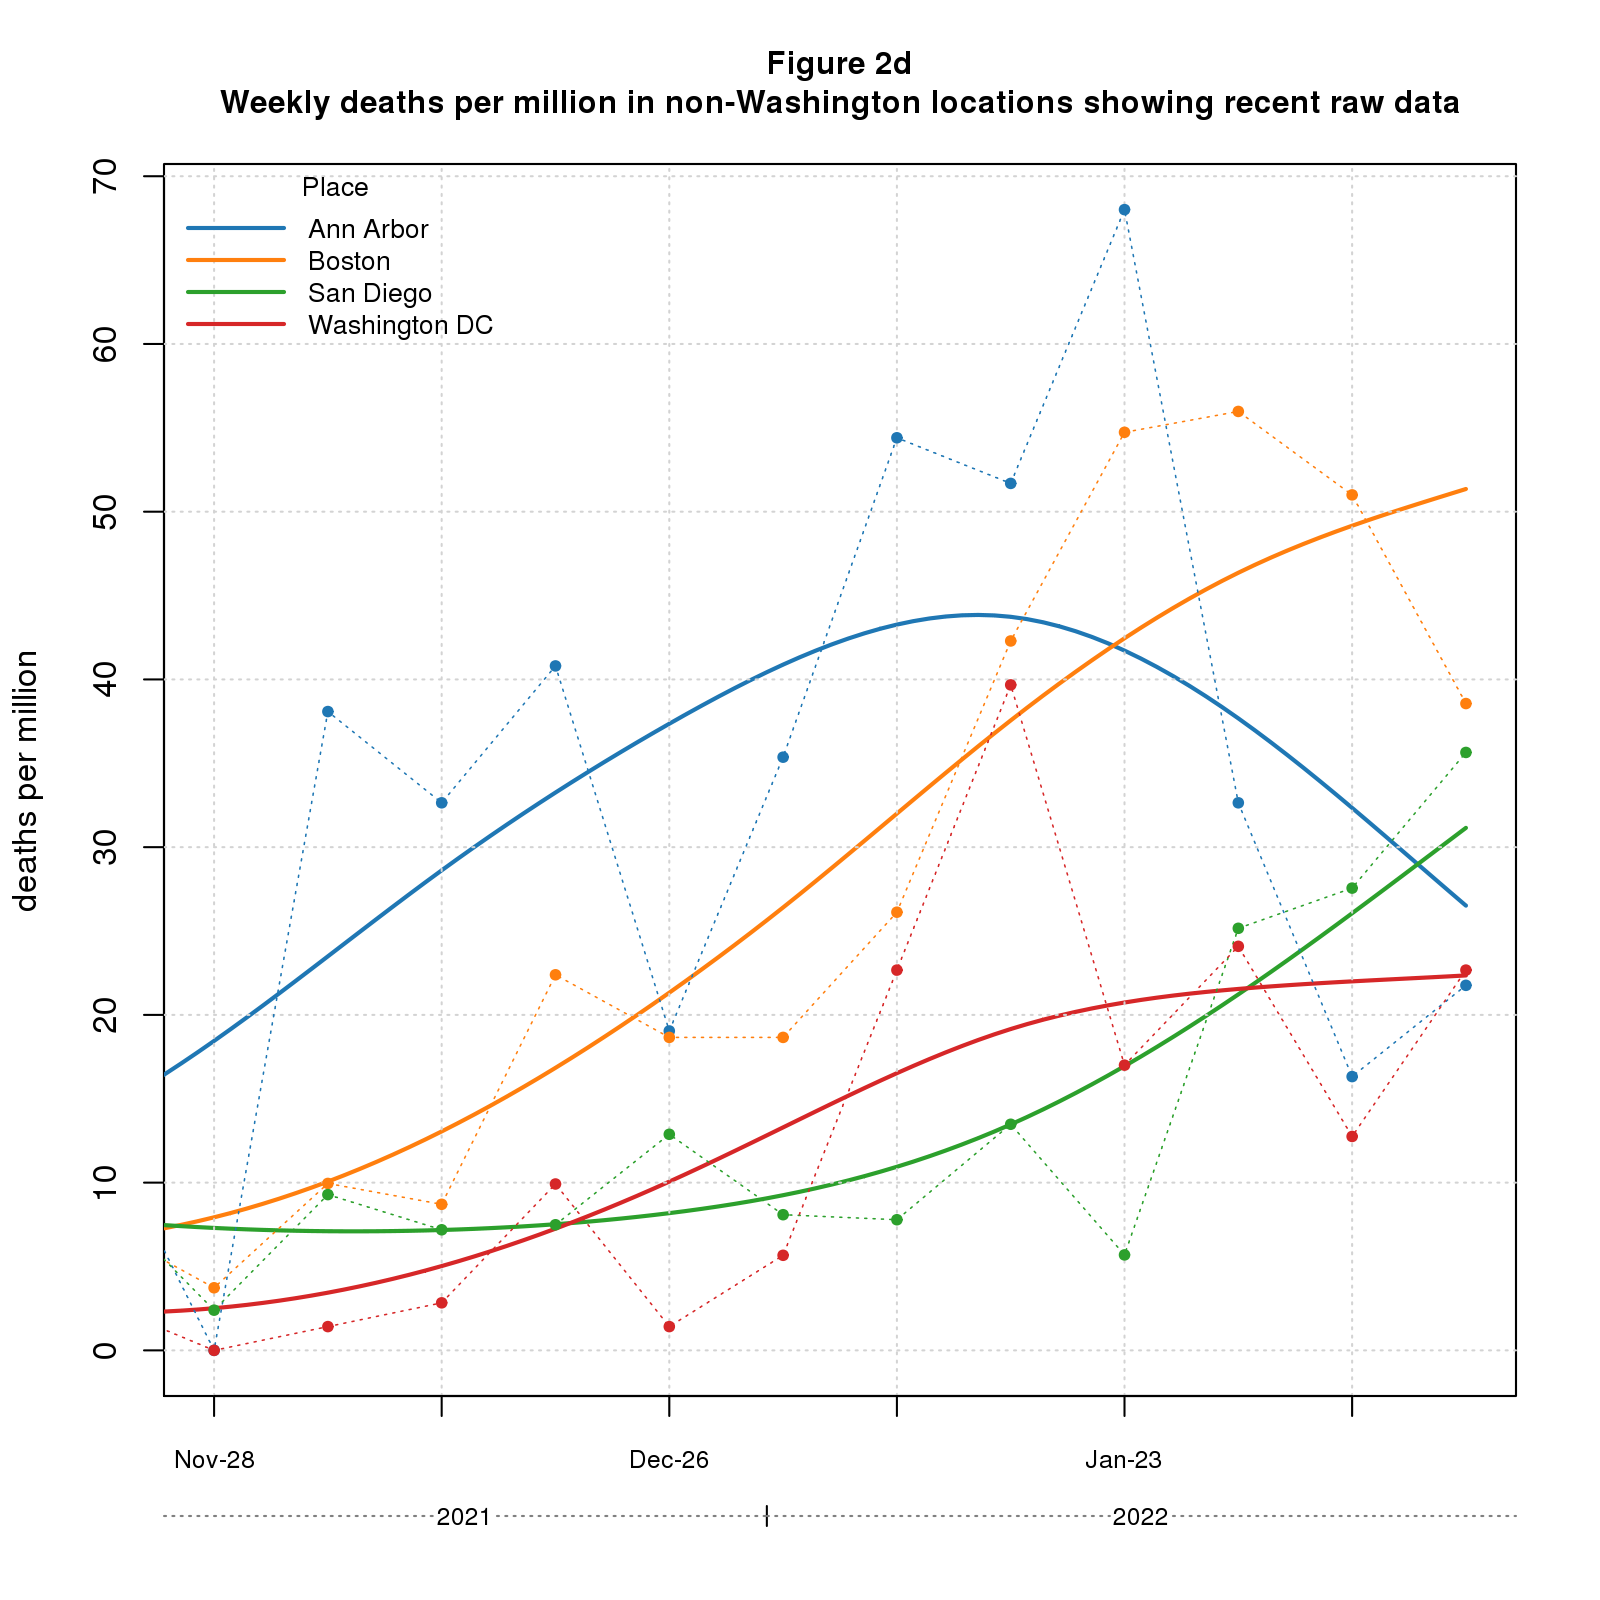 Figure 2d
Weekly deaths per million in non-Washington locations showing recent raw data
Place
Ann Arbor
Boston
San Diego
Washington DC
deaths per million
70
60
50
40
30
20
10
0
Nov-28 Dec-26 Jan-23
2021 2022